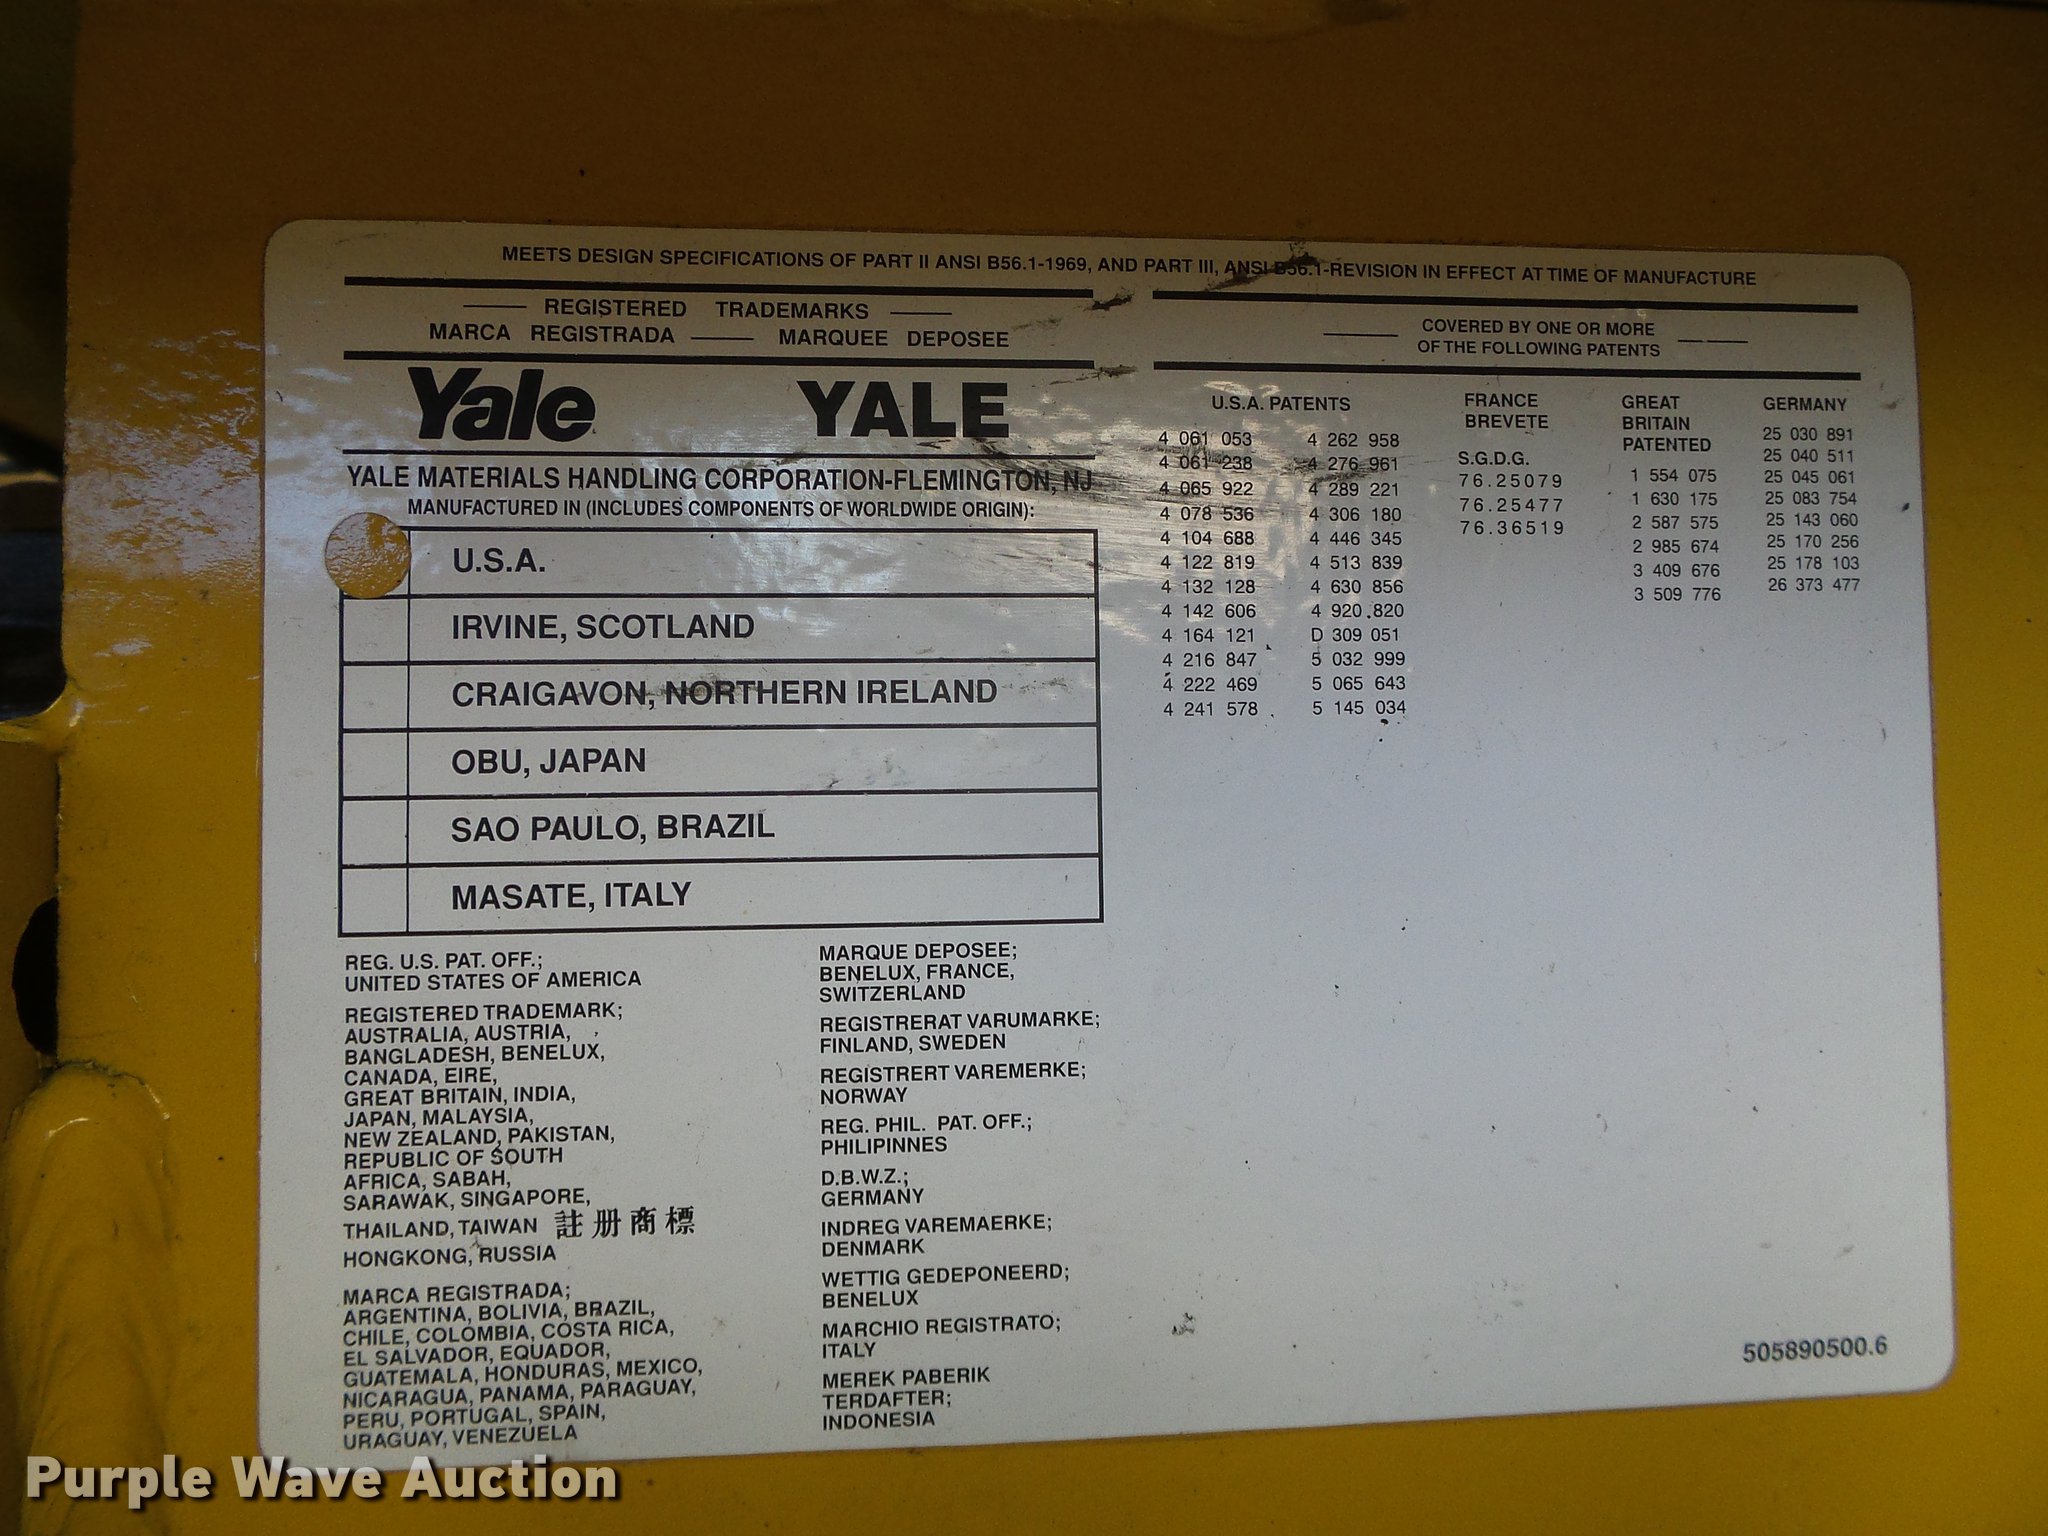 MEETS DESIGN SPECIFICATIONS OF PART II ANSI B56.1-1969, AND PART III, ANSI B56.1-REVISION IN EFFECT AT TIME OF MANUFACTURE
REGISTERED TRADEMARKS
MARCA REGISTRADA — MARQUEE DEPOSEE
Yale YALE
YALE MATERIALS HANDLING CORPORATION-FLEMINGTON, NJ
MANUFACTURED IN (INCLUDES COMPONENTS OF WORLDWIDE ORIGIN):
U.S.A.
IRVINE, SCOTLAND
CRAIGAVON, NORTHERN IRELAND
OBU, JAPAN
SAO PAULO, BRAZIL
MASATE, ITALY
REG. U.S. PAT. OFF.;
UNITED STATES OF AMERICA
REGISTERED TRADEMARK;
AUSTRALIA, AUSTRIA,
BANGLADESH, BENELUX,
CANADA, EIRE,
GREAT BRITAIN, INDIA,
JAPAN, MALAYSIA,
NEW ZEALAND, PAKISTAN,
REPUBLIC OF SOUTH
AFRICA, SABAH,
SARAWAK, SINGAPORE,
THAILAND, TAIWAN 註册商標
HONGKONG, RUSSIA
MARCA REGISTRADA;
ARGENTINA, BOLIVIA, BRAZIL,
CHILE, COLOMBIA, COSTA RICA,
EL SALVADOR, EQUADOR,
GUATEMALA, HONDURAS, MEXICO,
NICARAGUA, PANAMA, PARAGUAY,
PERU, PORTUGAL, SPAIN,
URAGUAY, VENEZUELA
MARQUE DEPOSEE;
BENELUX, FRANCE,
SWITZERLAND
REGISTRERAT VARUMARKE;
FINLAND, SWEDEN
REGISTRERT VAREMERKE;
NORWAY
REG. PHIL. PAT. OFF.;
PHILIPINNES
D.B.W.Z.;
GERMANY
INDREG VAREMAERKE;
DENMARK
WETTIG GEDEPONEERD;
BENELUX
MARCHIO REGISTRATO;
ITALY
MEREK PABERIK
TERDAFTER;
INDONESIA
COVERED BY ONE OR MORE
OF THE FOLLOWING PATENTS
U.S.A. PATENTS
4 061 053 4 262 958
4 061 238 4 276 961
4 065 922 4 289 221
4 078 536 4 306 180
4 104 688 4 446 345
4 122 819 4 513 839
4 132 128 4 630 856
4 142 606 4 920 820
4 164 121 D 309 051
4 216 847 5 032 999
4 222 469 5 065 643
4 241 578 5 145 034
FRANCE
BREVETE
S.G.D.G.
76.25079
76.25477
76.36519
GREAT
BRITAIN
PATENTED
1 554 075
1 630 175
2 587 575
2 985 674
3 409 676
3 509 776
GERMANY
25 030 891
25 040 511
25 045 061
25 083 754
25 143 060
25 170 256
25 178 103
26 373 477
505890500.6
Purple Wave Auction